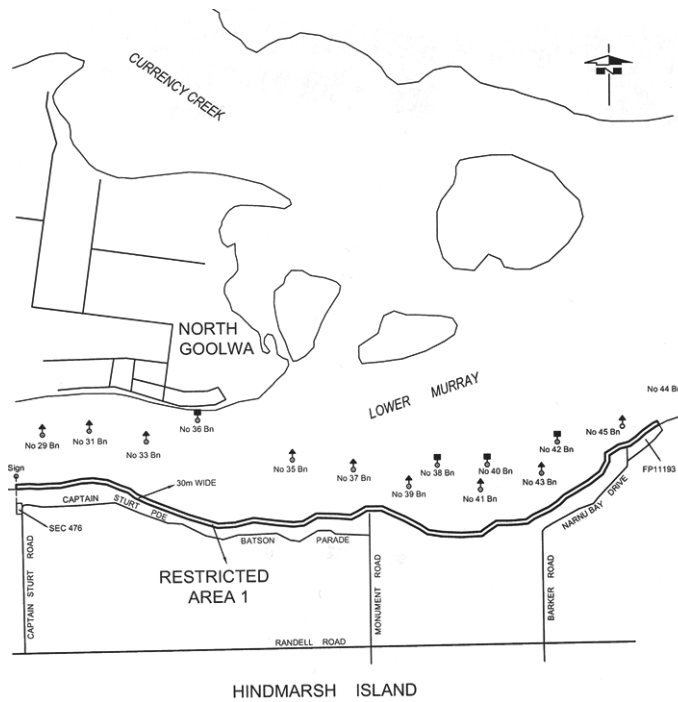 CURRENCY CREEK
N
NORTH
GOOLWA
LOWER MURRAY
No 44 Bn
No 36 Bn
No 45 Bn
No 29 Bn
No 31 Bn
No 33 Bn
No 42 Bn
No 35 Bn
No 37 Bn
No 38 Bn
No 40 Bn
No 43 Bn
No 39 Bn
No 41 Bn
Sign
30m WIDE
FP11193
CAPTAIN STURT PDE
SEC 476
NARNU BAY DRIVE
BATSON PARADE
RESTRICTED
AREA 1
CAPTAIN STURT ROAD
MONUMENT ROAD
BARKER ROAD
RANDELL ROAD
HINDMARSH ISLAND